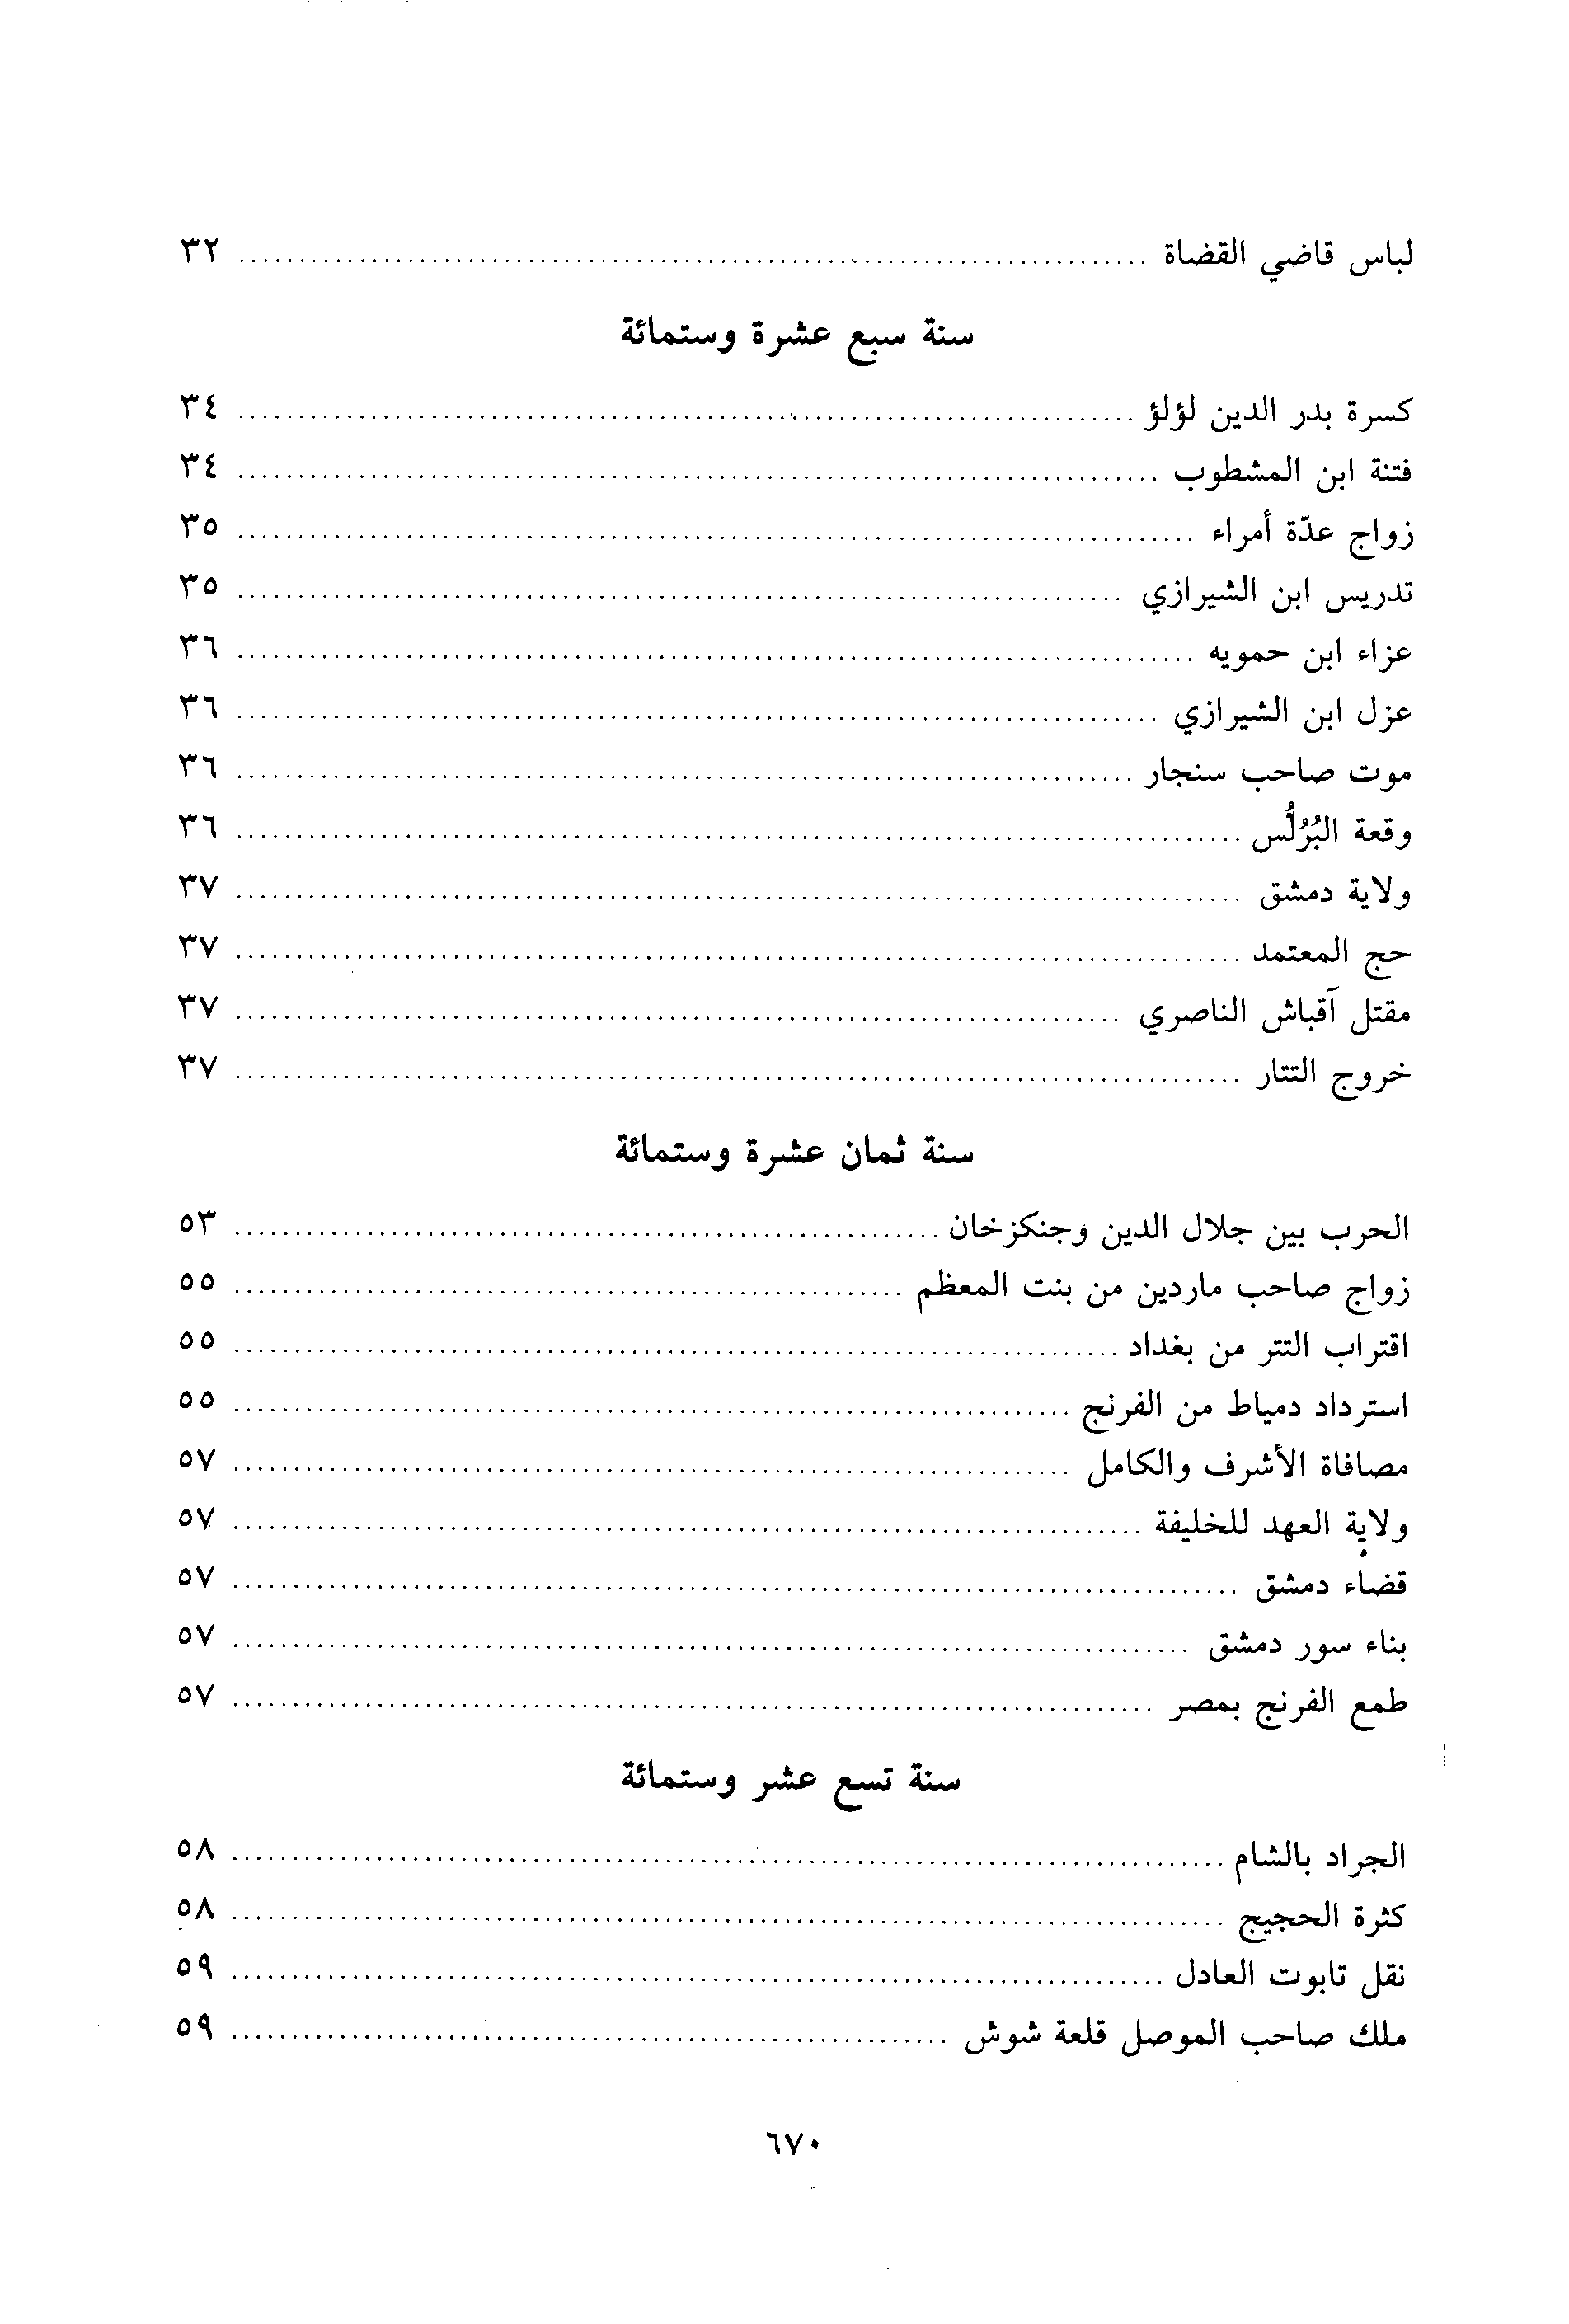 لباس قاضي القضاة ........ ٣٢
سنة سبع عشرة وستمائة
كسرة بدر الدين لؤلؤ ........ ٣٤
فتنة ابن المشطوب ........ ٣٤
زواج عدّة أمراء ........ ٣٥
تدريس ابن الشيرازي ........ ٣٥
عزاء ابن حمويه ........ ٣٦
عزل ابن الشيرازي ........ ٣٦
موت صاحب سنجار ........ ٣٦
وقعة البُرُلُّس ........ ٣٦
ولاية دمشق ........ ٣٧
حج المعتمد ........ ٣٧
مقتل آقباش الناصري ........ ٣٧
خروج التتار ........ ٣٧
سنة ثمان عشرة وستمائة
الحرب بين جلال الدين وجنكزخان ........ ٥٣
زواج صاحب ماردين من بنت المعظم ........ ٥٥
اقتراب التتر من بغداد ........ ٥٥
استرداد دمياط من الفرنج ........ ٥٥
مصافاة الأشرف والكامل ........ ٥٧
ولاية العهد للخليفة ........ ٥٧
قضاء دمشق ........ ٥٧
بناء سور دمشق ........ ٥٧
طمع الفرنج بمصر ........ ٥٧
سنة تسع عشر وستمائة
الجراد بالشام ........ ٥٨
كثرة الحجيج ........ ٥٨
نقل تابوت العادل ........ ٥٩
ملك صاحب الموصل قلعة شوش ........ ٥٩
٦٧٠